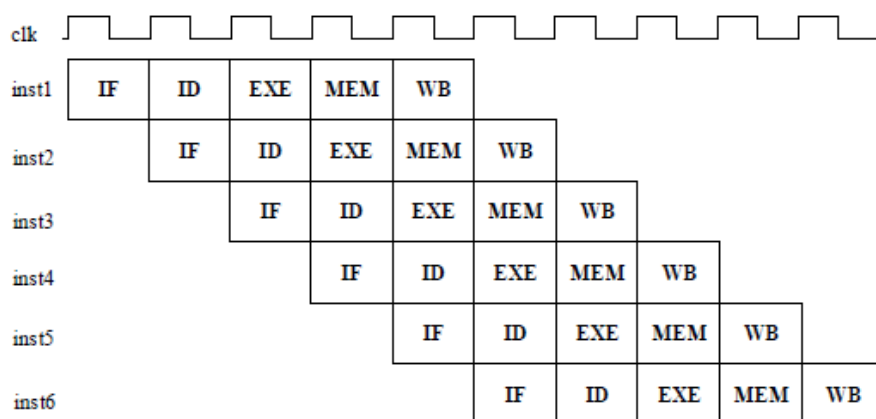 clk
inst1 IF ID EXE MEM WB
inst2 IF ID EXE MEM WB
inst3 IF ID EXE MEM WB
inst4 IF ID EXE MEM WB
inst5 IF ID EXE MEM WB
inst6 IF ID EXE MEM WB